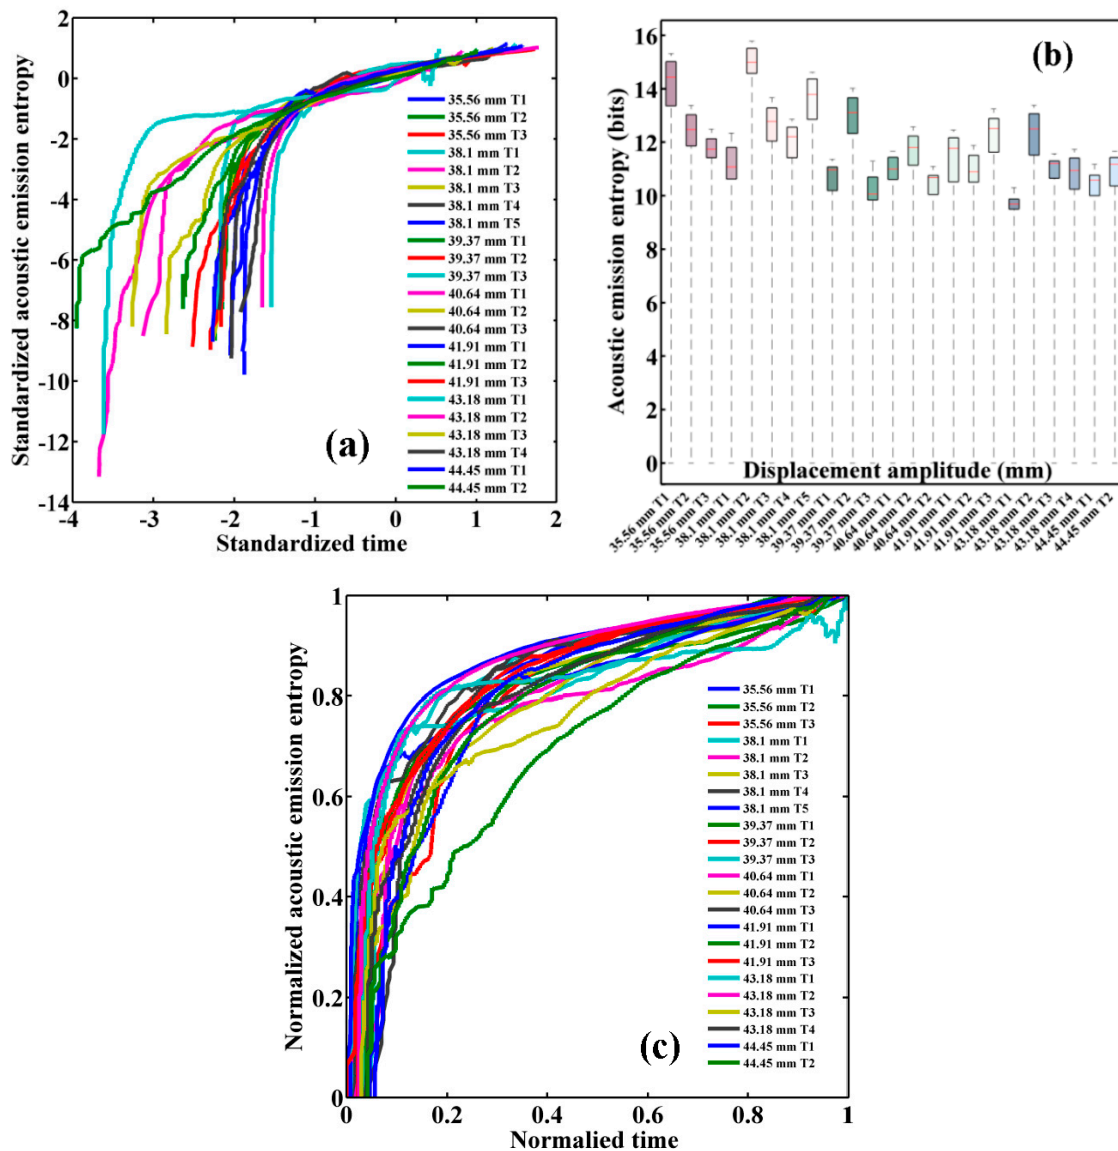 2
0
-2
-4
-6
-8
-10
-12
-14
-4
-3
-2
-1
0
1
2
Standardized acoustic emission entropy
Standardized time
35.56 mm T1
35.56 mm T2
35.56 mm T3
38.1 mm T1
38.1 mm T2
38.1 mm T3
38.1 mm T4
38.1 mm T5
39.37 mm T1
39.37 mm T2
39.37 mm T3
40.64 mm T1
40.64 mm T2
40.64 mm T3
41.91 mm T1
41.91 mm T2
41.91 mm T3
43.18 mm T1
43.18 mm T2
43.18 mm T3
43.18 mm T4
44.45 mm T1
44.45 mm T2
(a)
16
14
12
10
8
6
4
2
0
Acoustic emission entropy (bits)
(b)
Displacement amplitude (mm)
35.56 mm T1
35.56 mm T2
35.56 mm T3
38.1 mm T1
38.1 mm T2
38.1 mm T3
38.1 mm T4
38.1 mm T5
39.37 mm T1
39.37 mm T2
39.37 mm T3
40.64 mm T1
40.64 mm T2
40.64 mm T2
41.91 mm T1
41.91 mm T2
41.91 mm T3
43.18 mm T1
43.18 mm T2
43.18 mm T3
43.18 mm T4
44.45 mm T1
44.45 mm T2
1
0.8
0.6
0.4
0.2
0
0
0.2
0.4
0.6
0.8
1
Normalized acoustic emission entropy
Normalied time
35.56 mm T1
35.56 mm T2
35.56 mm T3
38.1 mm T1
38.1 mm T2
38.1 mm T3
38.1 mm T4
38.1 mm T5
39.37 mm T1
39.37 mm T2
39.37 mm T3
40.64 mm T1
40.64 mm T2
40.64 mm T3
41.91 mm T1
41.91 mm T2
41.91 mm T3
43.18 mm T1
43.18 mm T2
43.18 mm T3
43.18 mm T4
44.45 mm T1
44.45 mm T2
(c)